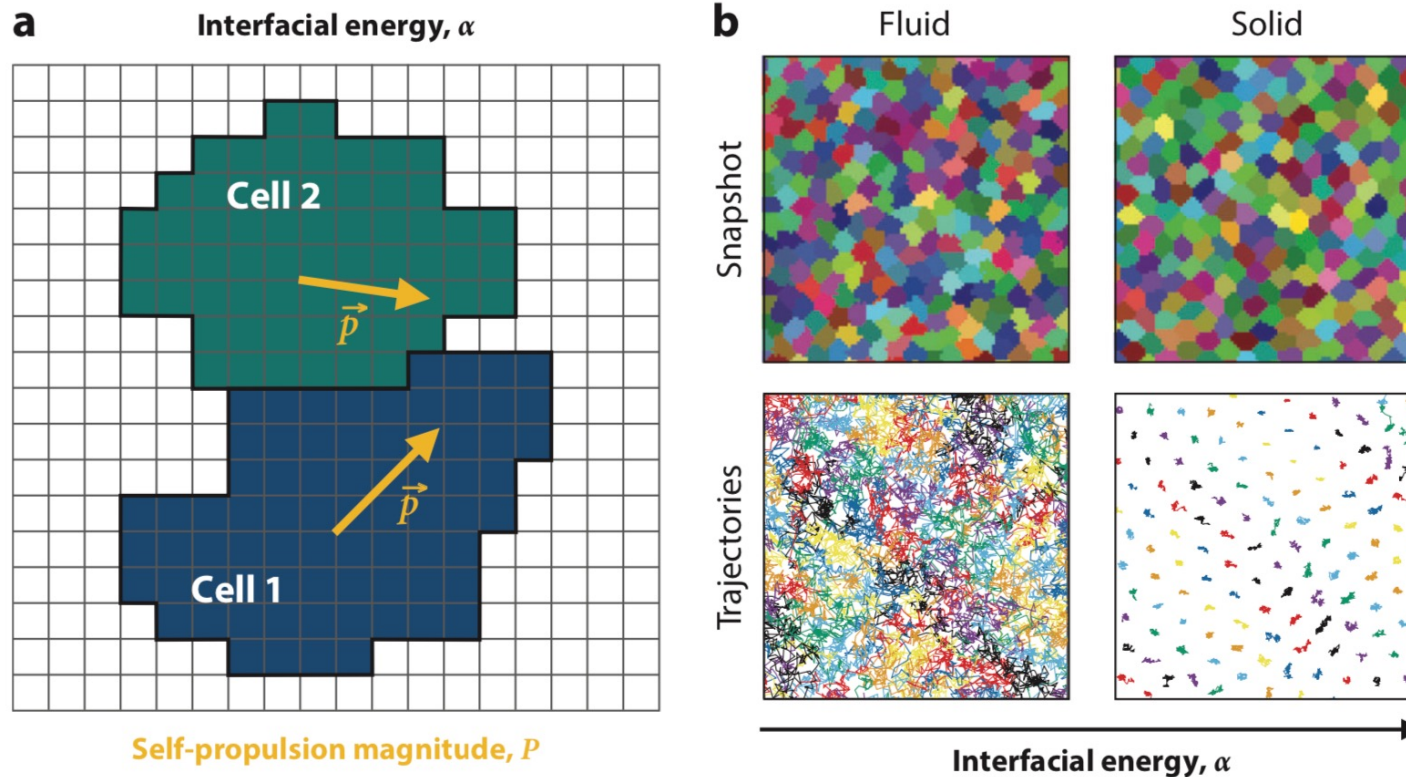 a
Interfacial energy, α
Cell 2
p⃗
p⃗
Cell 1
Self-propulsion magnitude, P
b
Fluid
Solid
Snapshot
Trajectories
Interfacial energy, α